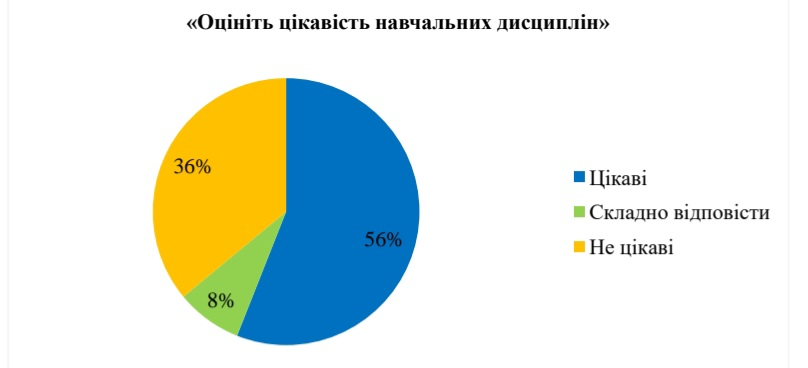 «Оцініть цікавість навчальних дисциплін»
36%
56%
8%
Цікаві
Складно відповісти
Не цікаві